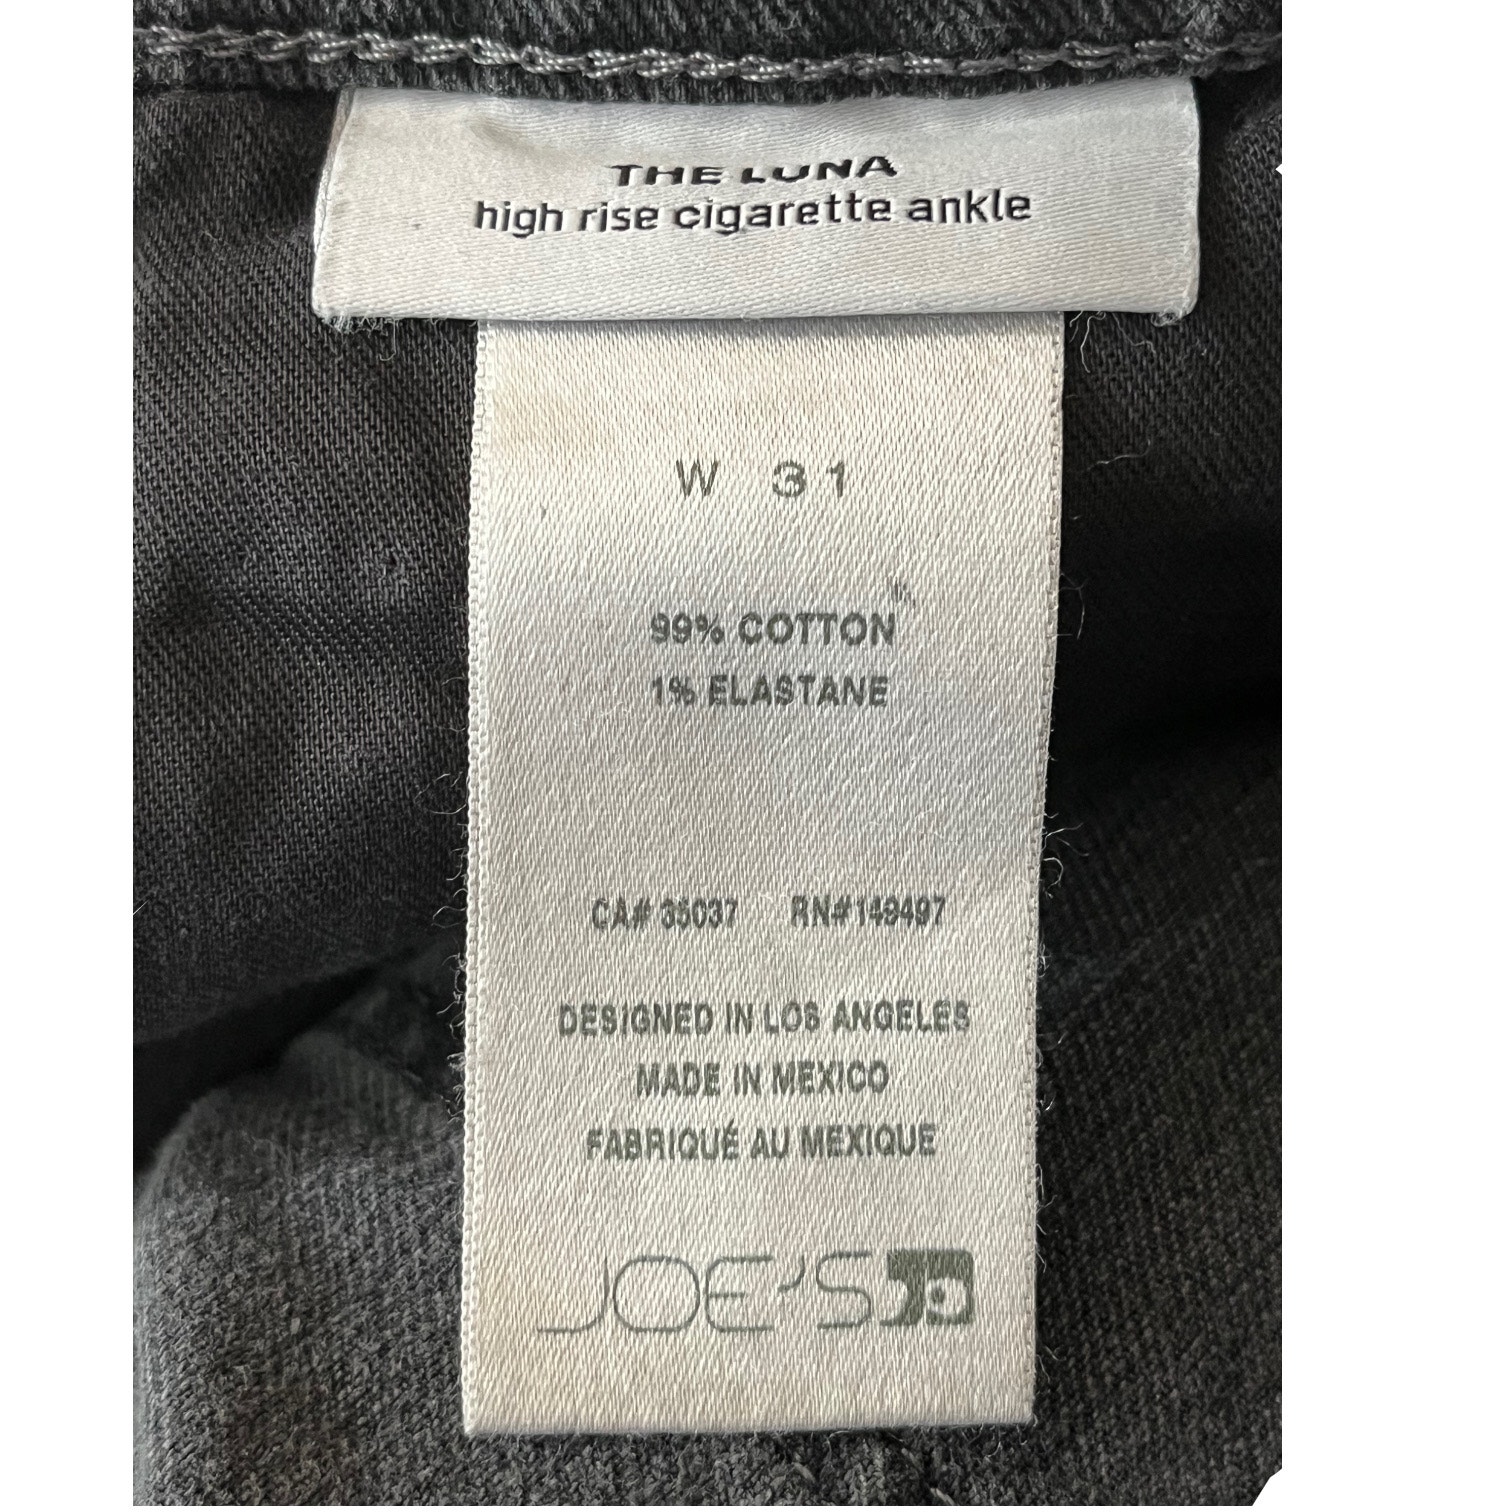 THE LUNA
high rise cigarette ankle
W 31
99% COTTON
1% ELASTANE
CA# 35037 RN#149497
DESIGNED IN LOS ANGELES
MADE IN MEXICO
FABRIQUÉ AU MEXIQUE
JOE'S